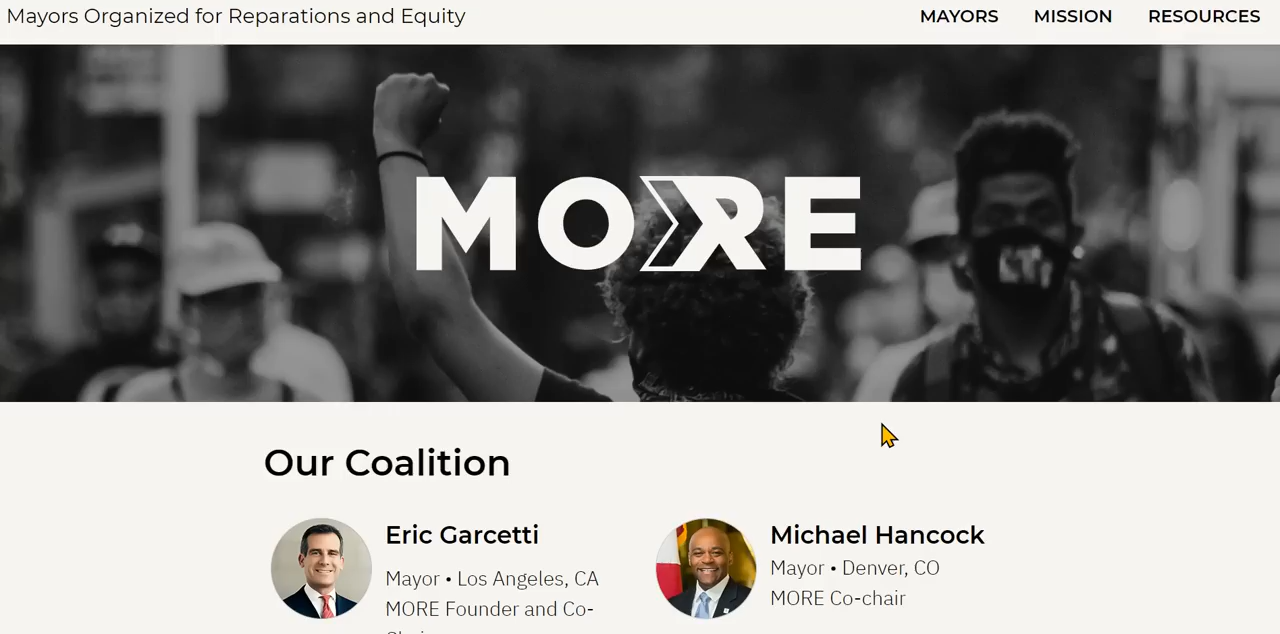 Mayors Organized for Reparations and Equity
MAYORS MISSION RESOURCES
MORE
Our Coalition
Eric Garcetti
Mayor • Los Angeles, CA
MORE Founder and Co-
Michael Hancock
Mayor • Denver, CO
MORE Co-chair